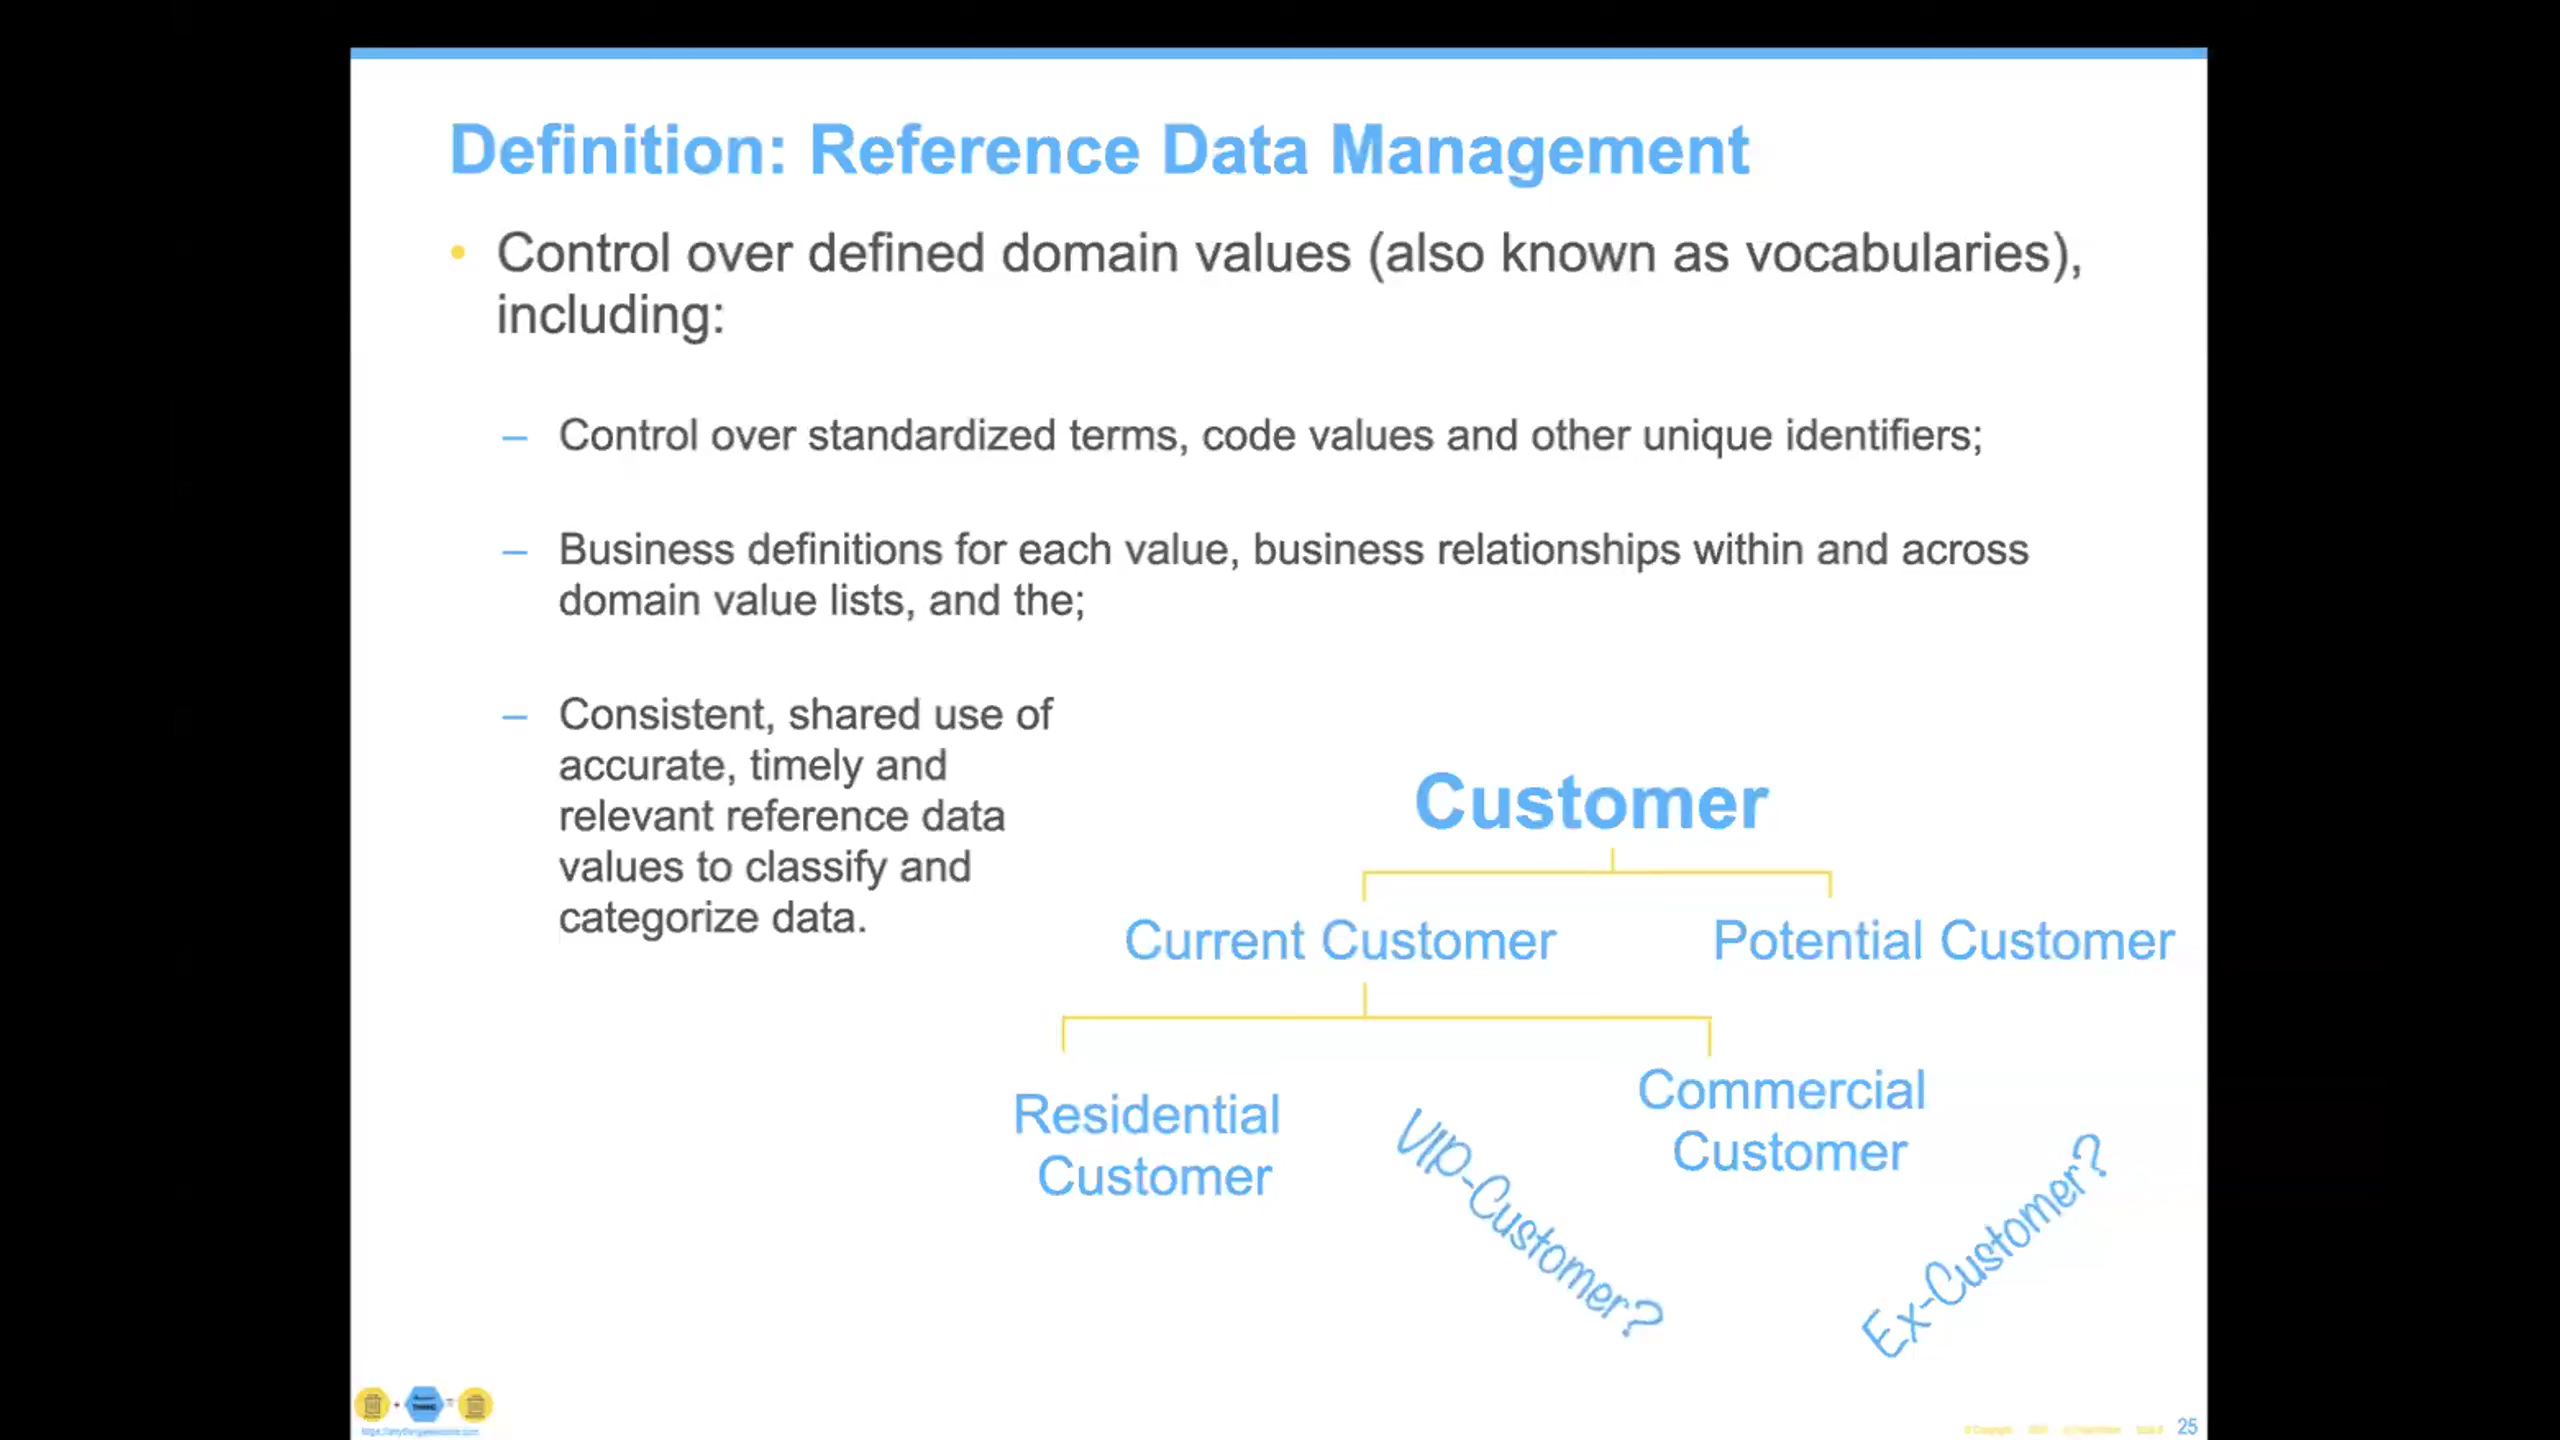 Definition: Reference Data Management
• Control over defined domain values (also known as vocabularies),
including:
– Control over standardized terms, code values and other unique identifiers;
– Business definitions for each value, business relationships within and across
domain value lists, and the;
– Consistent, shared use of
accurate, timely and
relevant reference data
values to classify and
categorize data.
Customer
Current Customer
Potential Customer
Residential
Customer
Commercial
Customer
VIP-Customer?
Ex-Customer?
25